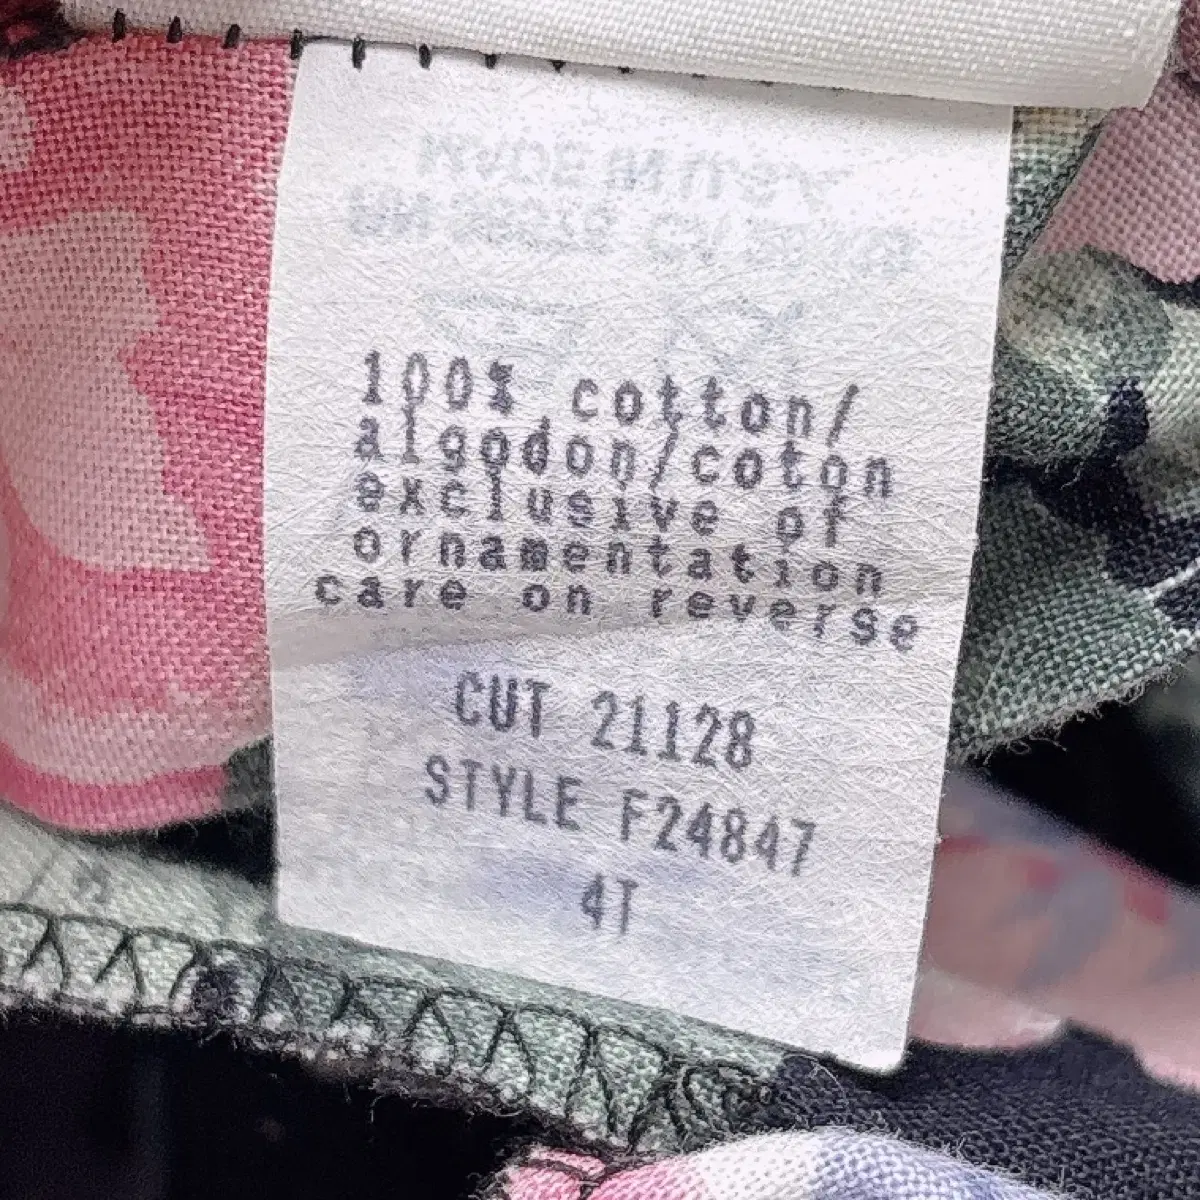 100% cotton/
algodon/coton
exclusive of
ornamentation
care on reverse
CUT 21128
STYLE F24847
4T